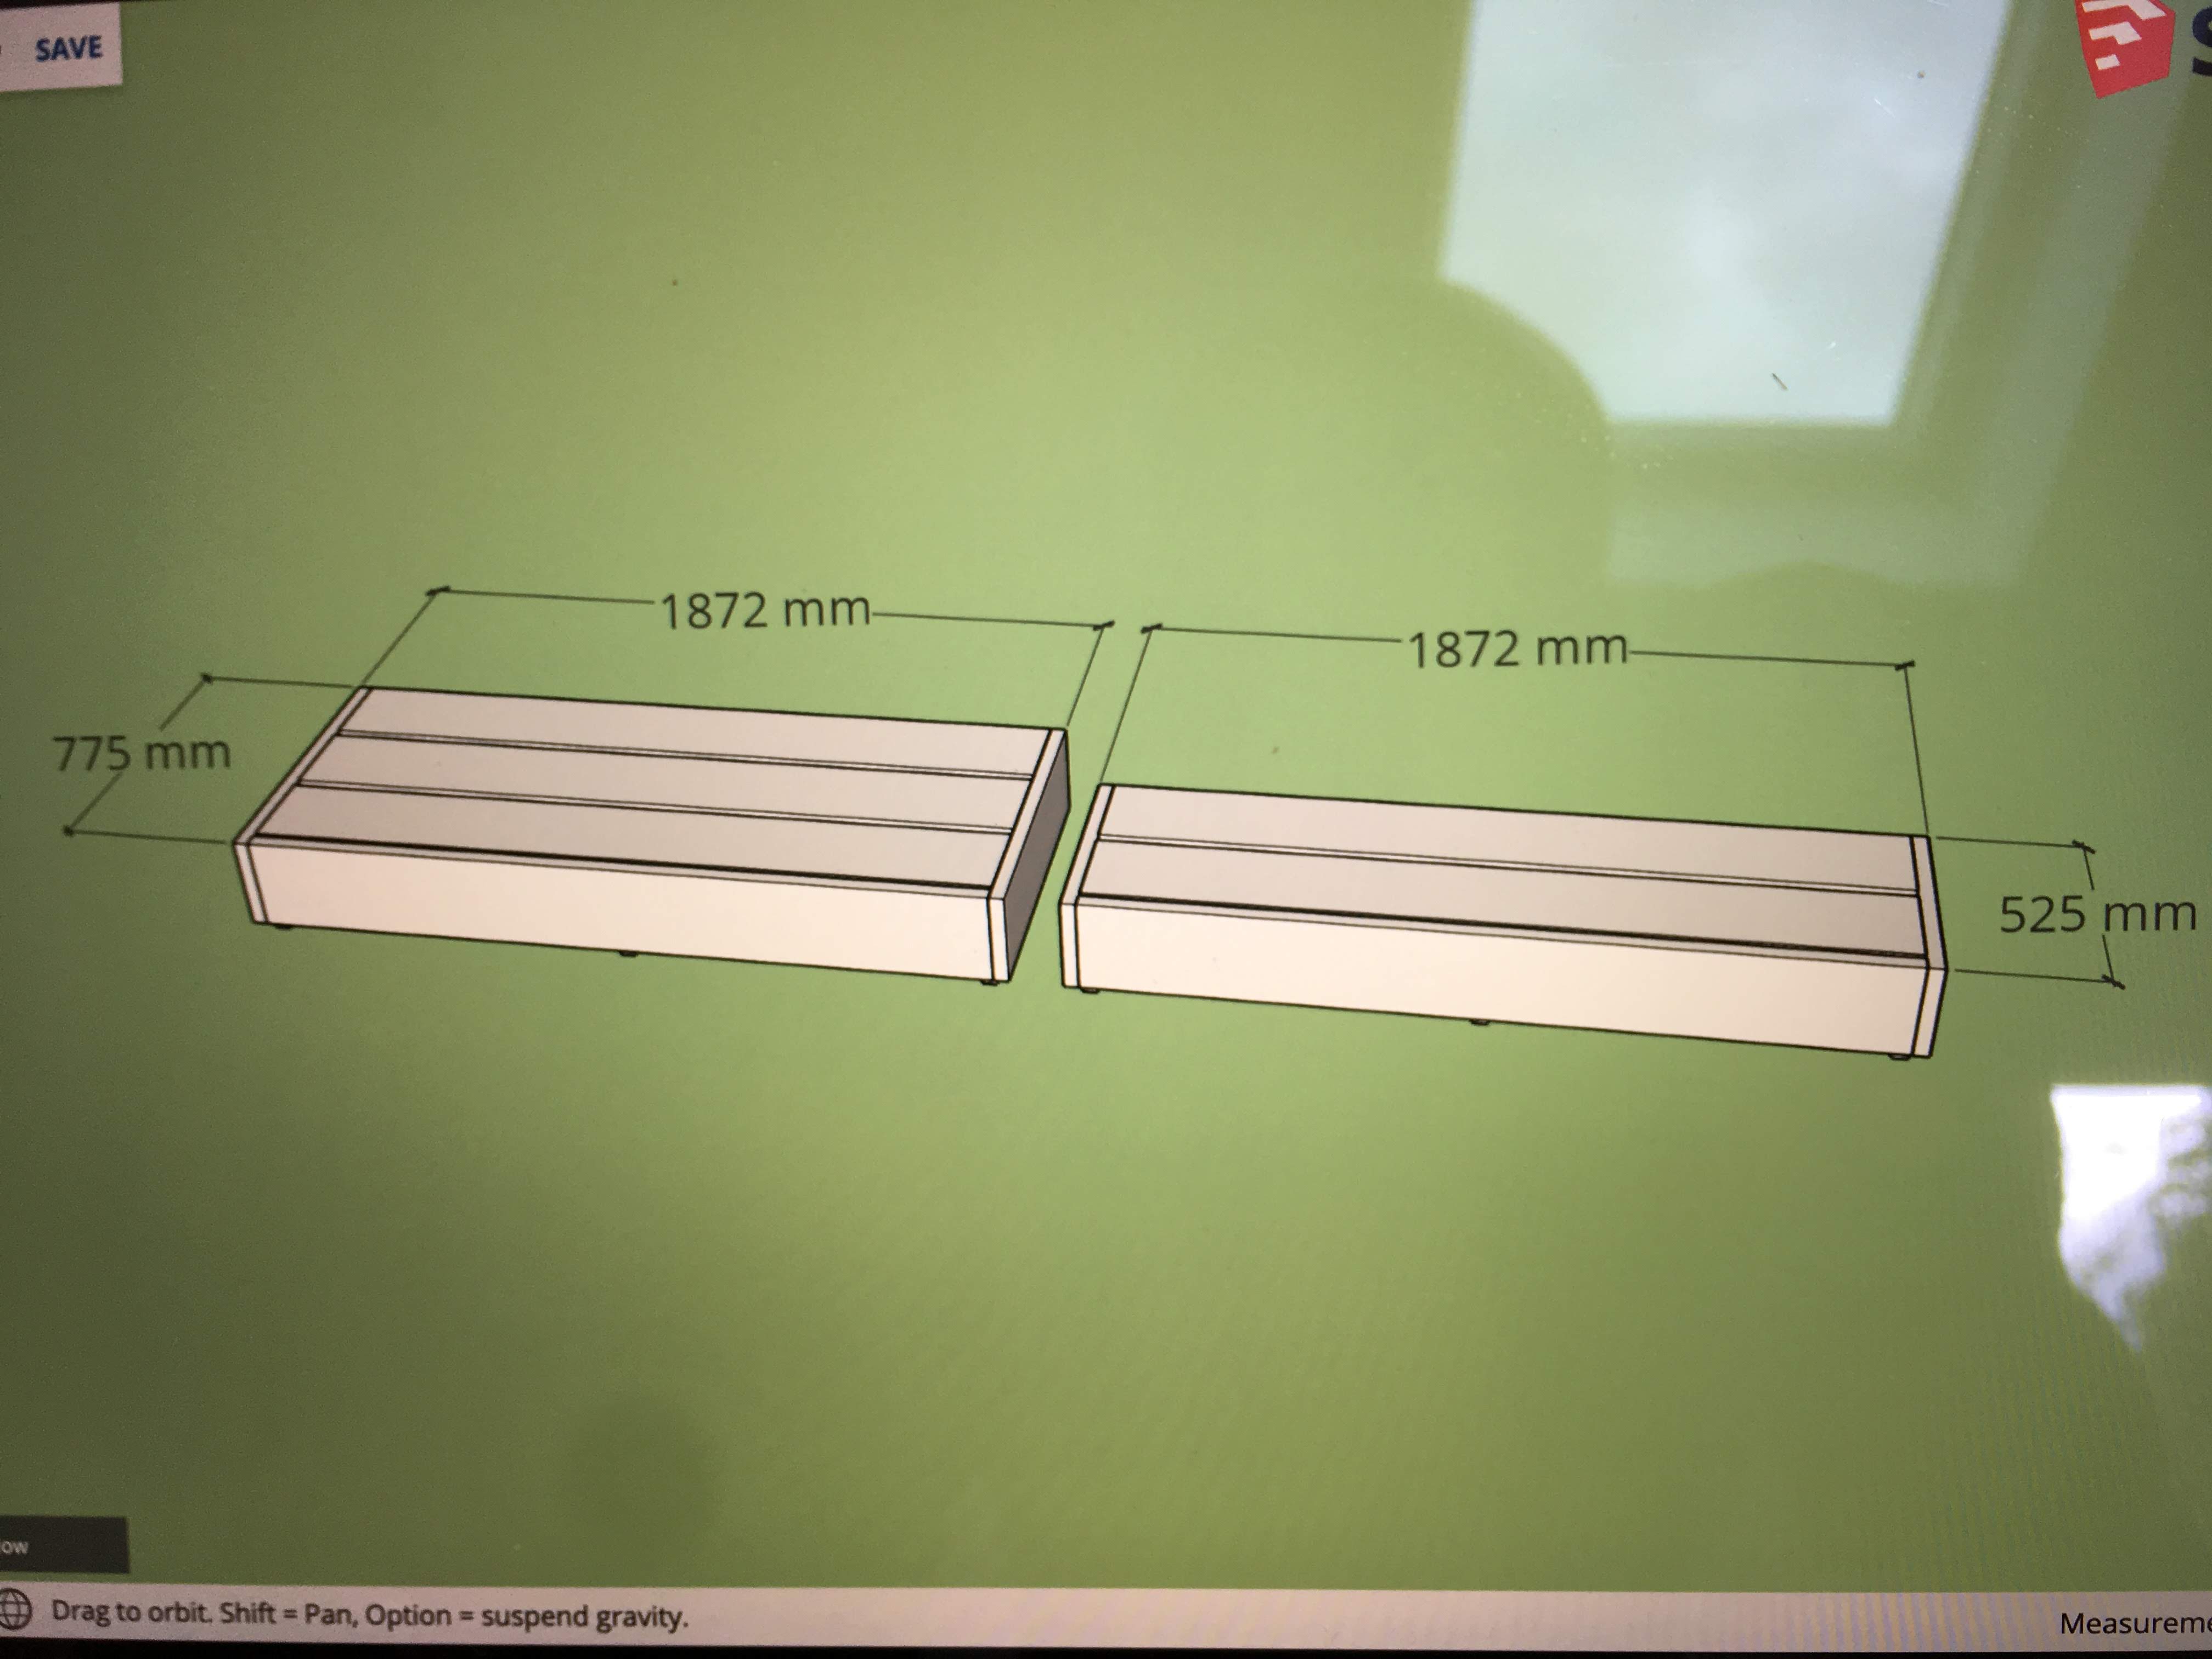 SAVE
1872 mm
1872 mm
775 mm
525 mm
Drag to orbit. Shift = Pan, Option = suspend gravity.